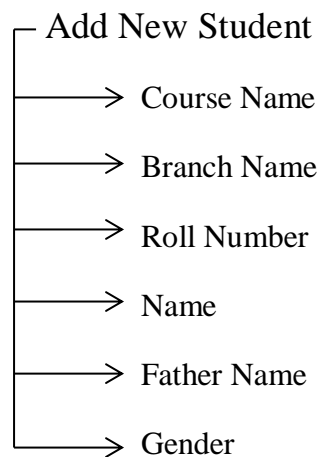 Add New Student
Course Name
Branch Name
Roll Number
Name
Father Name
Gender